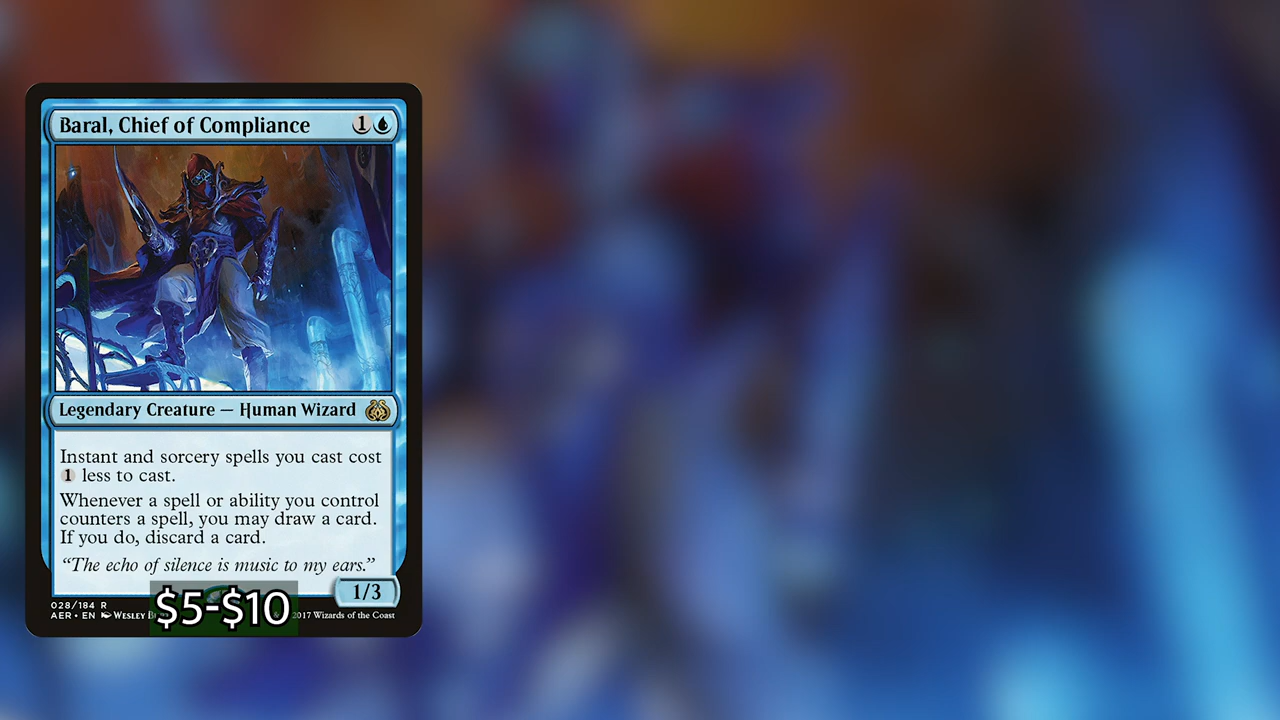 Baral, Chief of Compliance 1
Legendary Creature — Human Wizard
Instant and sorcery spells you cast cost
1 less to cast.
Whenever a spell or ability you control
counters a spell, you may draw a card.
If you do, discard a card.
“The echo of silence is music to my ears.”
1/3
028/184 R
AER • EN WESLEY
2017 Wizards of the Coast
$5-$10